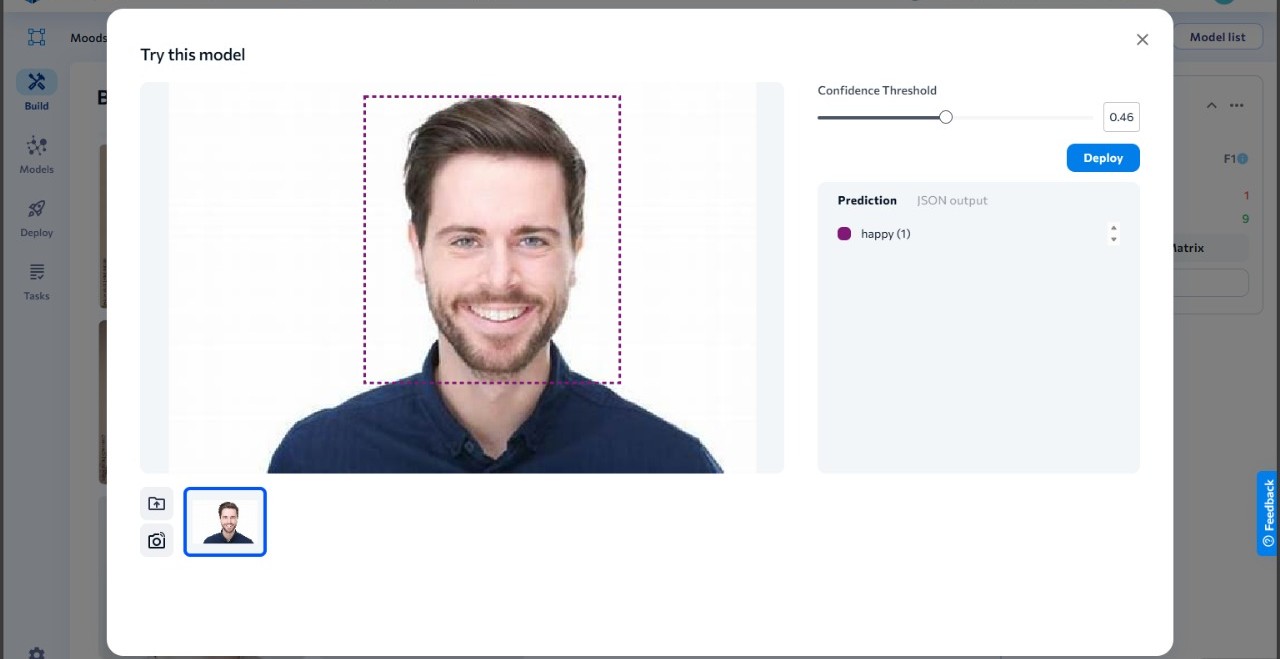 Moods
Model list
Try this model
Build
Models
Deploy
Tasks
Confidence Threshold
0.46
Deploy
Prediction JSON output
happy (1)
F1
1
9
Matrix
Feedback